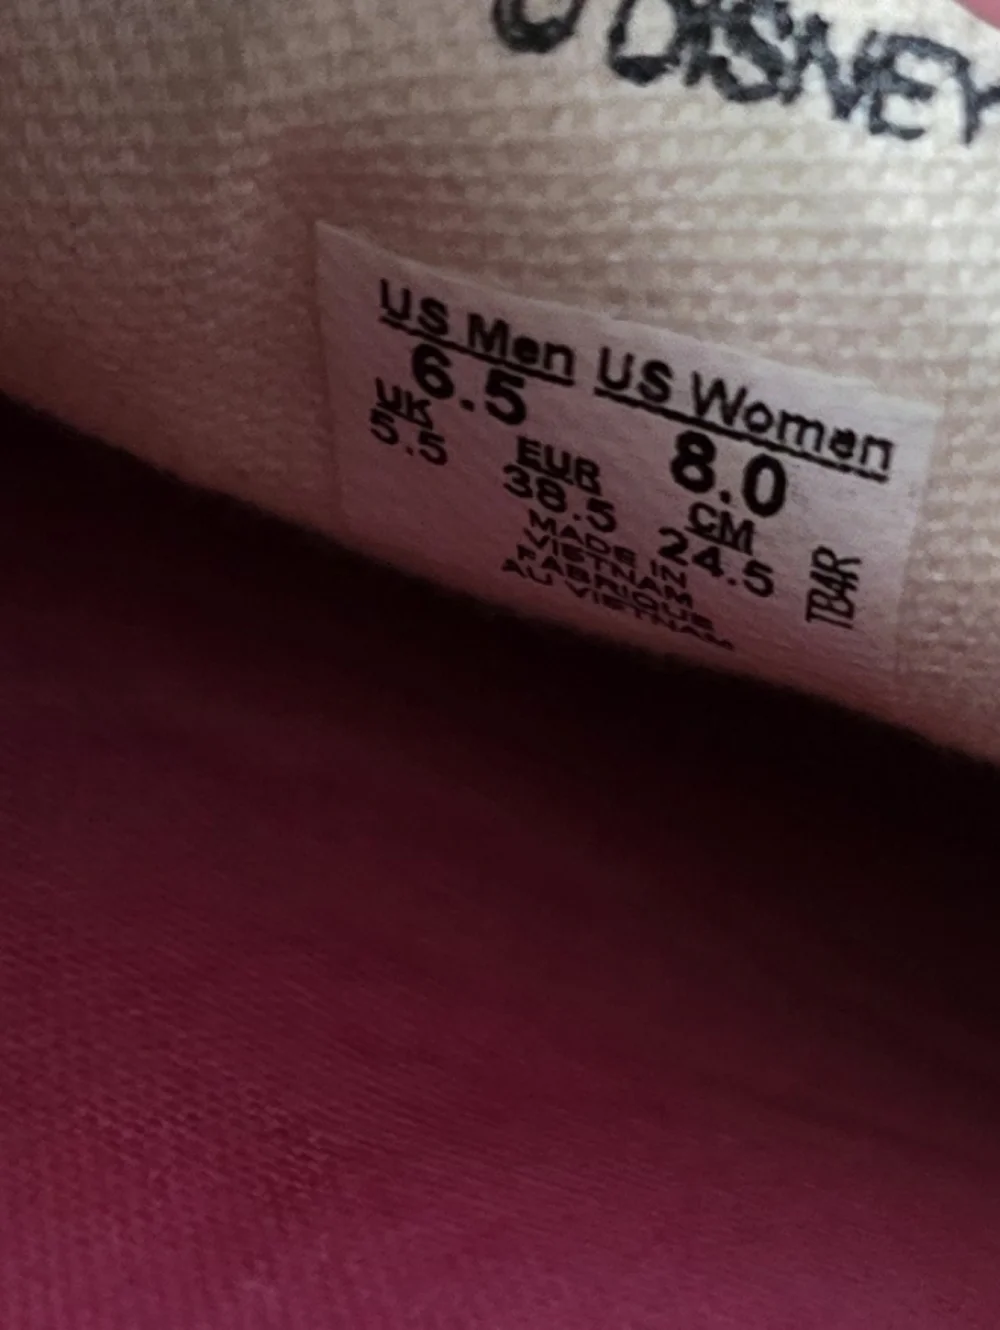 © DISNEY
US Men US Women
6.5 8.0
UK EUR CM
5.5 38.5 24.5
MADE IN
VIETNAM
FABRIQUE
AU VIETNAM
TB4R